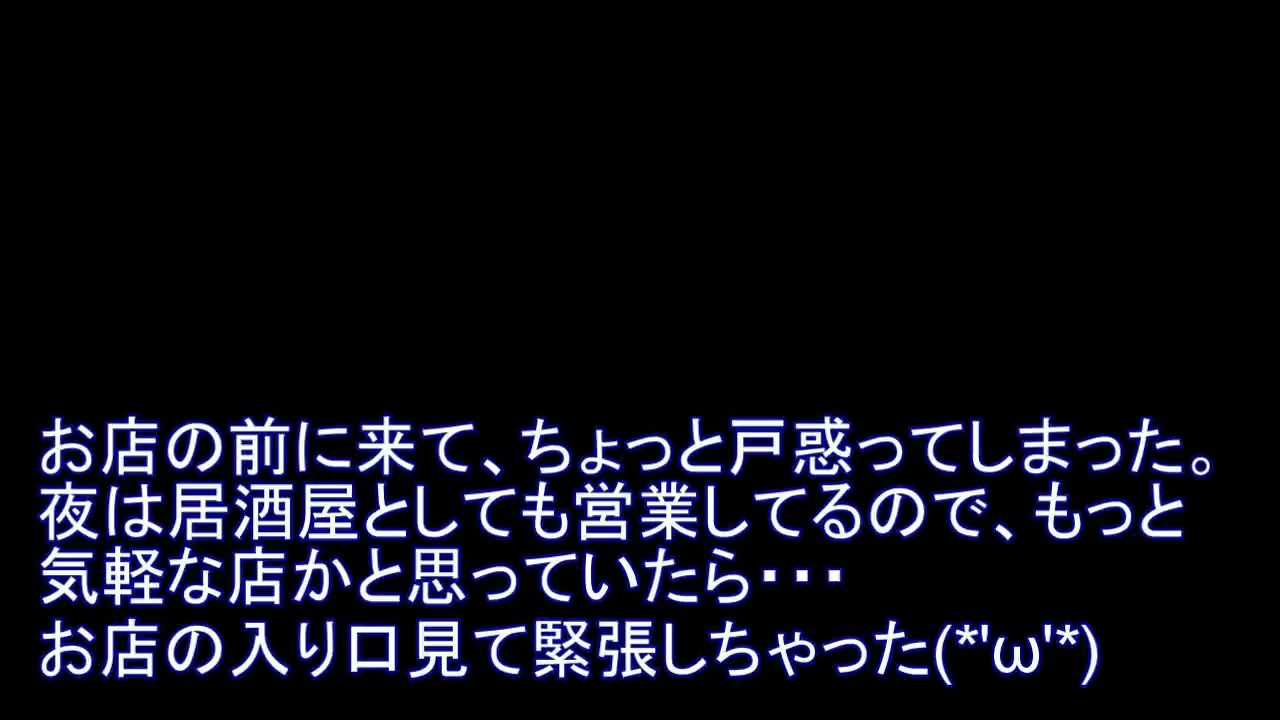 お店の前に来て、ちょっと戸惑ってしまった。
夜は居酒屋としても営業してるので、もっと
気軽な店かと思っていたら・・・
お店の入り口見て緊張しちゃった(*'ω'*)